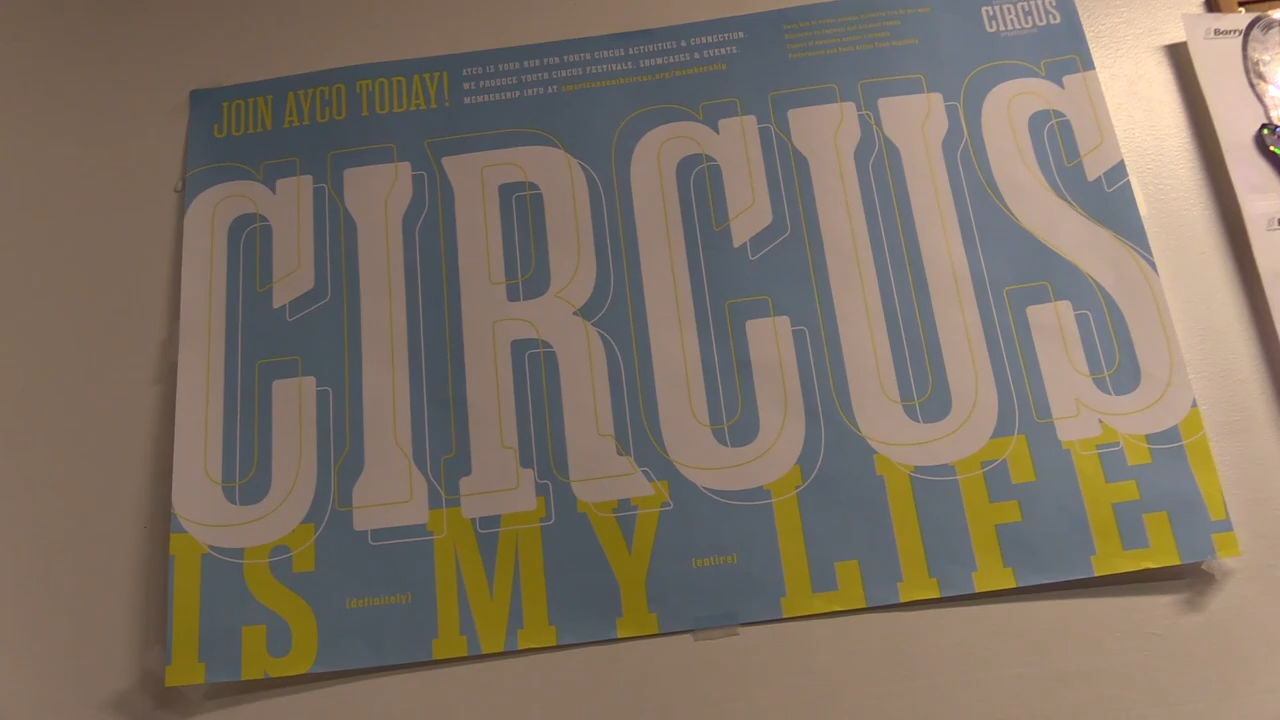 JOIN AYCO TODAY!
AYCO IS YOUR HUB FOR YOUTH CIRCUS ACTIVITIES & CONNECTION.
WE PRODUCE YOUTH CIRCUS FESTIVALS, SHOWCASES & EVENTS.
MEMBERSHIP INFO AT americanyouthcircus.org/membership
CIRCUS
Barry
CIRCUS
IS (definitely) MY (entire) LIFE!